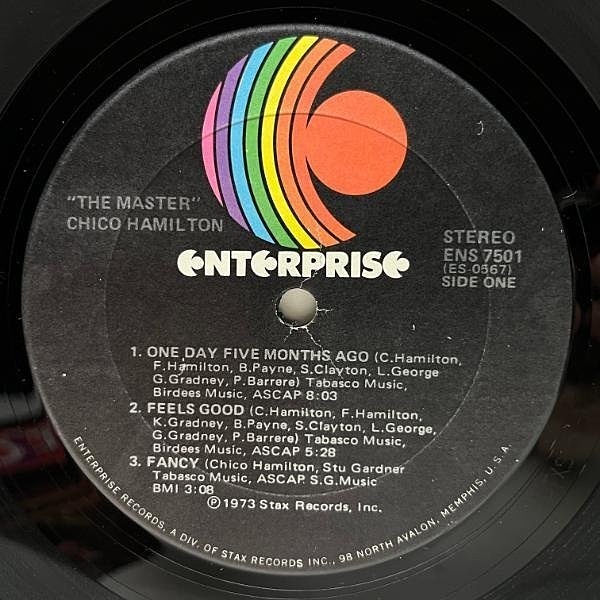 "THE MASTER"
CHICO HAMILTON
ENTERPRISE
STEREO
ENS 7501
(ES-0567)
SIDE ONE
1. ONE DAY FIVE MONTHS AGO (C.Hamilton,
F.Hamilton, B.Payne, S.Clayton, L.George
G.Gradney, P.Barrere) Tabasco Music,
Birdees Music, ASCAP 8:03
2. FEELS GOOD (C.Hamilton, F.Hamilton,
K.Gradney, B.Payne, S.Clayton, L.George,
G.Gradney, P.Barrere) Tabasco Music,
Birdees Music, ASCAP 5:28
3. FANCY (Chico Hamilton, Stu Gardner
Tabasco Music, ASCAP S.G.Music
BMI 3:08
Ⓟ1973 Stax Records, Inc.
ENTERPRISE RECORDS, A DIV. OF STAX RECORDS INC., 98 NORTH AVALON, MEMPHIS, U.S.A.